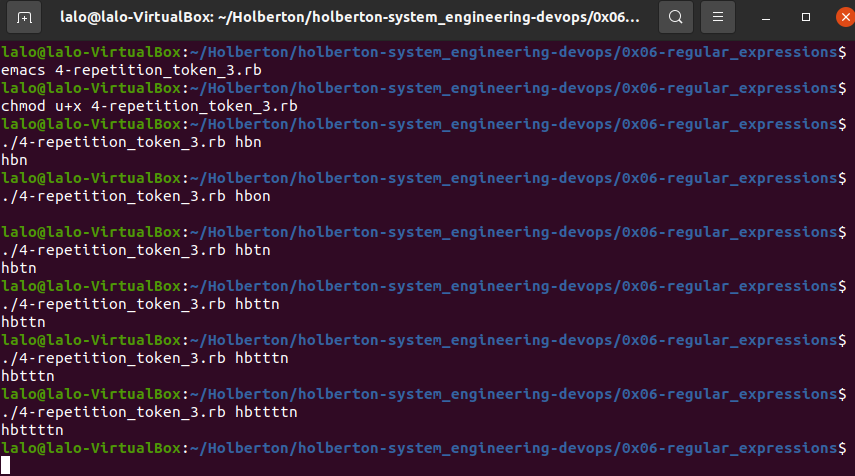 lalo@lalo-VirtualBox: ~/Holberton/holberton-system_engineering-devops/0x06...
lalo@lalo-VirtualBox:~/Holberton/holberton-system_engineering-devops/0x06-regular_expressions$
emacs 4-repetition_token_3.rb
lalo@lalo-VirtualBox:~/Holberton/holberton-system_engineering-devops/0x06-regular_expressions$
chmod u+x 4-repetition_token_3.rb
lalo@lalo-VirtualBox:~/Holberton/holberton-system_engineering-devops/0x06-regular_expressions$
./4-repetition_token_3.rb hbn
hbn
lalo@lalo-VirtualBox:~/Holberton/holberton-system_engineering-devops/0x06-regular_expressions$
./4-repetition_token_3.rb hbon
lalo@lalo-VirtualBox:~/Holberton/holberton-system_engineering-devops/0x06-regular_expressions$
./4-repetition_token_3.rb hbtn
hbtn
lalo@lalo-VirtualBox:~/Holberton/holberton-system_engineering-devops/0x06-regular_expressions$
./4-repetition_token_3.rb hbttn
hbttn
lalo@lalo-VirtualBox:~/Holberton/holberton-system_engineering-devops/0x06-regular_expressions$
./4-repetition_token_3.rb hbtttn
hbtttn
lalo@lalo-VirtualBox:~/Holberton/holberton-system_engineering-devops/0x06-regular_expressions$
./4-repetition_token_3.rb hbttttn
hbttttn
lalo@lalo-VirtualBox:~/Holberton/holberton-system_engineering-devops/0x06-regular_expressions$